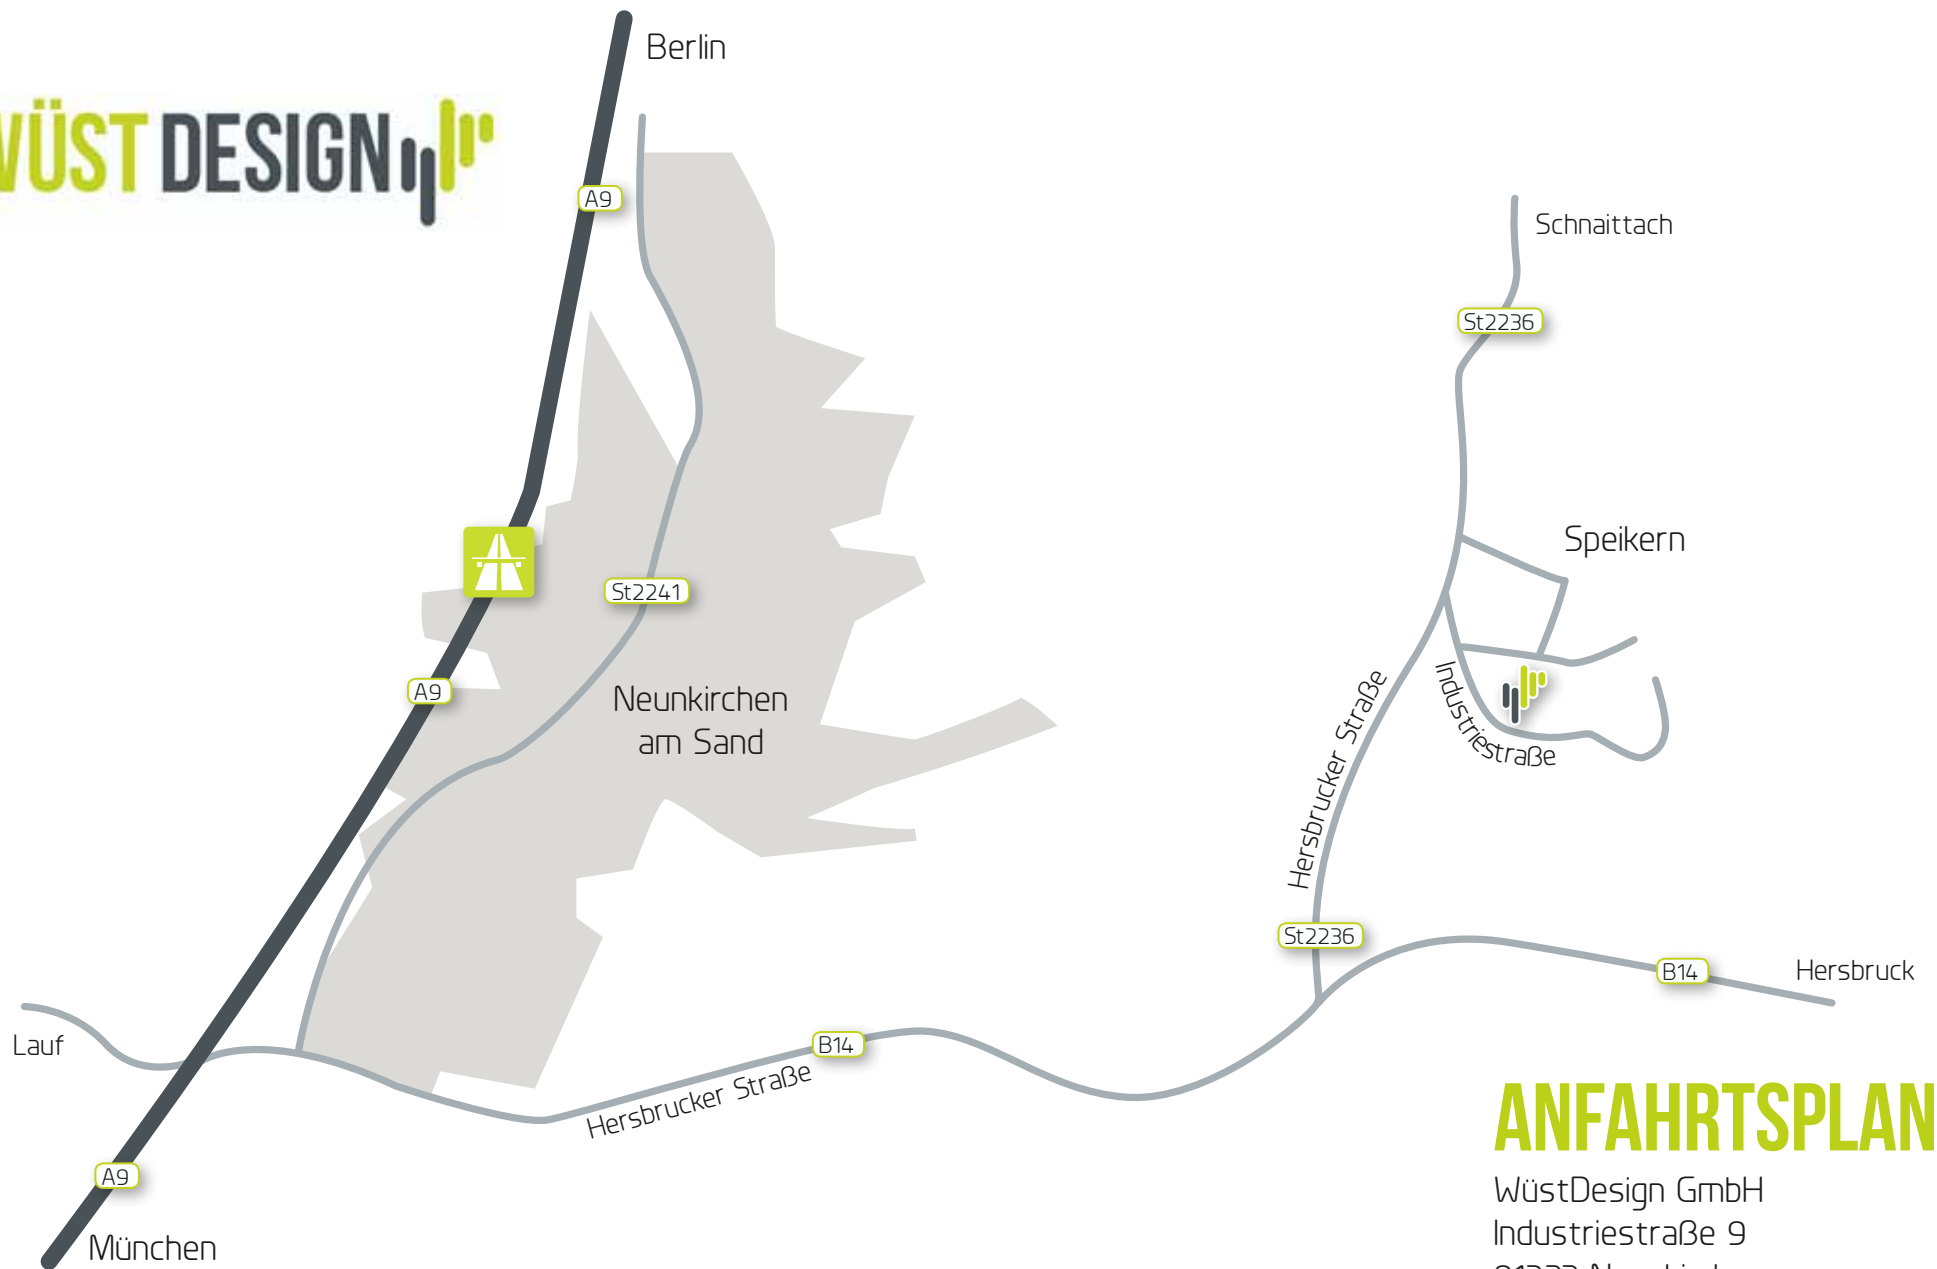 Berlin
WÜST DESIGN
A9
Schnaittach
St2236
Speikern
St2241
A9
Neunkirchen
am Sand
Industriestraße
Hersbrucker Straße
St2236
B14
Hersbruck
Lauf
B14
Hersbrucker Straße
A9
München
ANFAHRTSPLAN
WüstDesign GmbH
Industriestraße 9